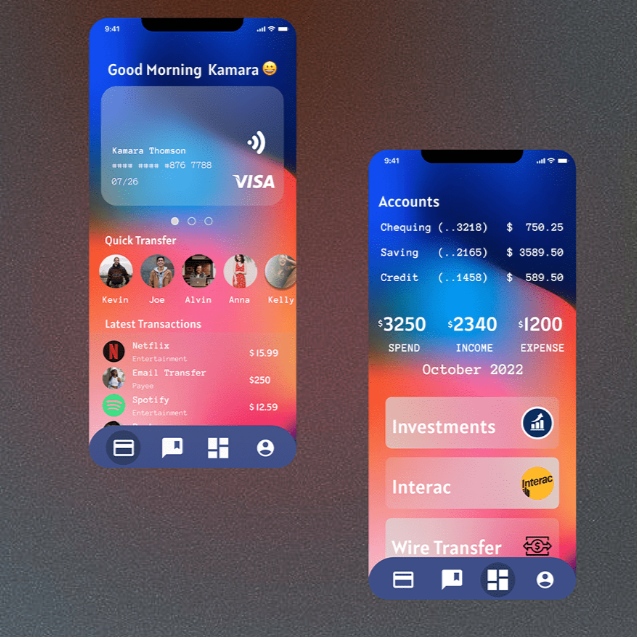 9:41
Good Morning Kamara 😀
Kamara Thomson
**** **** *876 7788
07/26
VISA
Quick Transfer
Kevin Joe Alvin Anna Kelly
Latest Transactions
Netflix
Entertainment
$15.99
Email Transfer
Payee
$250
Spotify
Entertainment
$12.59
9:41
Accounts
Chequing (..3218) $ 750.25
Saving (..2165) $ 3589.50
Credit (..1458) $ 589.50
$3250 $2340 $1200
SPEND INCOME EXPENSE
October 2022
Investments
Interac
Interac
Wire Transfer